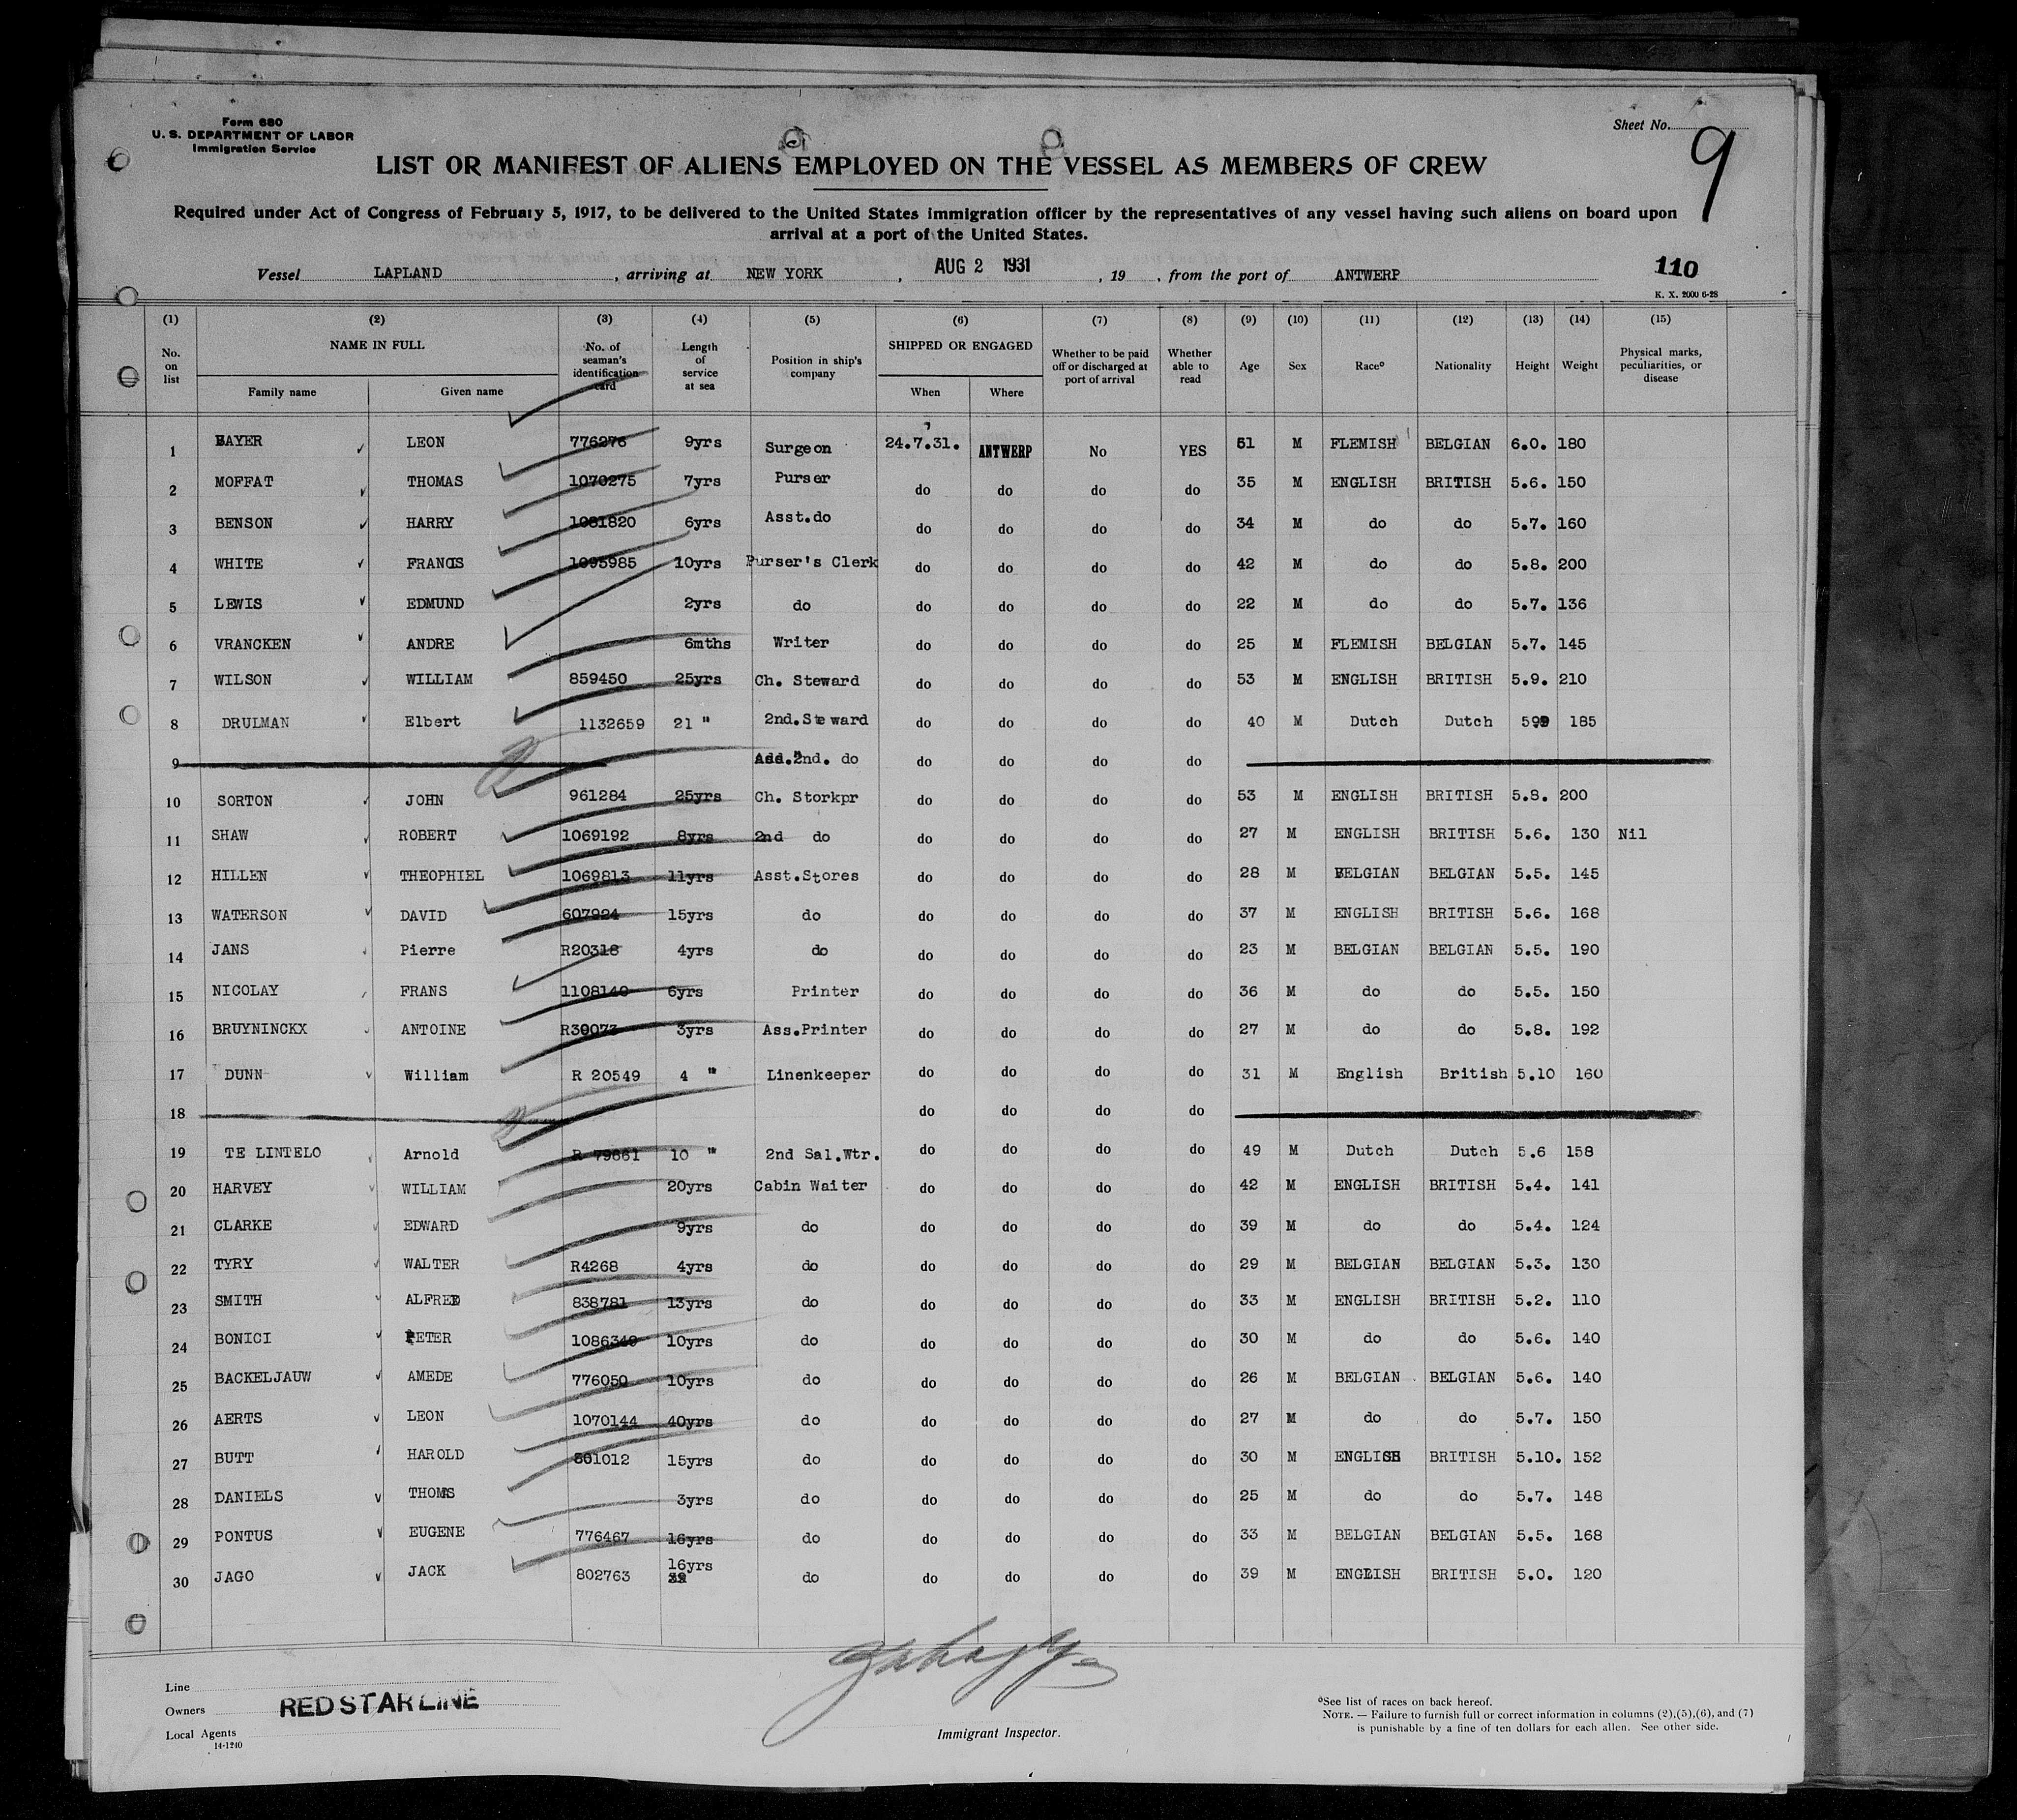 Form 680
U. S. DEPARTMENT OF LABOR
Immigration Service
Sheet No. 9
LIST OR MANIFEST OF ALIENS EMPLOYED ON THE VESSEL AS MEMBERS OF CREW
Required under Act of Congress of February 5, 1917, to be delivered to the United States immigration officer by the representatives of any vessel having such aliens on board upon
arrival at a port of the United States.
Vessel LAPLAND, arriving at NEW YORK, AUG 2 1931, 19 , from the port of ANTWERP
110
K. X. 2000 6-28
(1) (2) (3) (4) (5) (6) (7) (8) (9) (10) (11) (12) (13) (14) (15)
No. on list NAME IN FULL Family name Given name No. of seaman's identification card Length of service at sea Position in ship's company SHIPPED OR ENGAGED When Where Whether to be paid off or discharged at port of arrival Whether able to read Age Sex Race° Nationality Height Weight Physical marks, peculiarities, or disease
1 BAYER LEON 776276 9yrs Surgeon 24.7.31. ANTWERP No YES 51 M FLEMISH BELGIAN 6.0. 180
2 MOFFAT THOMAS 1070275 7yrs Purser do do do do 35 M ENGLISH BRITISH 5.6. 150
3 BENSON HARRY 1081820 6yrs Asst.do do do do do 34 M do do 5.7. 160
4 WHITE FRANCIS 1095985 10yrs Purser's Clerk do do do do 42 M do do 5.8. 200
5 LEWIS EDMUND 2yrs do do do do do 22 M do do 5.7. 136
6 VRANCKEN ANDRE 6mths Writer do do do do 25 M FLEMISH BELGIAN 5.7. 145
7 WILSON WILLIAM 859450 25yrs Ch. Steward do do do do 53 M ENGLISH BRITISH 5.9. 210
8 DRULMAN Elbert 1132659 21 " 2nd.Steward do do do do 40 M Dutch Dutch 59 185
9 Add.2nd. do do do do do
10 SORTON JOHN 961284 25yrs Ch. Storkpr do do do do 53 M ENGLISH BRITISH 5.8. 200
11 SHAW ROBERT 1069192 8yrs 2nd do do do do do 27 M ENGLISH BRITISH 5.6. 130 Nil
12 HILLEN THEOPHIEL 1069813 11yrs Asst.Stores do do do do 28 M BELGIAN BELGIAN 5.5. 145
13 WATERSON DAVID 607924 15yrs do do do do do 37 M ENGLISH BRITISH 5.6. 168
14 JANS Pierre R20318 4yrs do do do do do 23 M BELGIAN BELGIAN 5.5. 190
15 NICOLAY FRANS 1108140 6yrs Printer do do do do 36 M do do 5.5. 150
16 BRUYNINCKX ANTOINE R30073 3yrs Ass.Printer do do do do 27 M do do 5.8. 192
17 DUNN William R 20549 4 " Linenkeeper do do do do 31 M English British 5.10 160
18 do do do do
19 TE LINTELO Arnold R 79861 10 " 2nd Sal.Wtr. do do do do 49 M Dutch Dutch 5.6 158
20 HARVEY WILLIAM 20yrs Cabin Waiter do do do do 42 M ENGLISH BRITISH 5.4. 141
21 CLARKE EDWARD 9yrs do do do do do 39 M do do 5.4. 124
22 TYRY WALTER R4268 4yrs do do do do do 29 M BELGIAN BELGIAN 5.3. 130
23 SMITH ALFRED 838781 13yrs do do do do do 33 M ENGLISH BRITISH 5.2. 110
24 BONICI PETER 1086349 10yrs do do do do do 30 M do do 5.6. 140
25 BACKELJAUW AMEDE 776050 10yrs do do do do do 26 M BELGIAN BELGIAN 5.6. 140
26 AERTS LEON 1070144 40yrs do do do do do 27 M do do 5.7. 150
27 BUTT HAROLD 801012 15yrs do do do do do 30 M ENGLISH BRITISH 5.10. 152
28 DANIELS THOMAS 3yrs do do do do do 25 M do do 5.7. 148
29 PONTUS EUGENE 776467 16yrs do do do do do 33 M BELGIAN BELGIAN 5.5. 168
30 JAGO JACK 802763 16yrs do do do do do 39 M ENGLISH BRITISH 5.0. 120
Line
Owners RED STAR LINE
Local Agents
14-1240
Immigrant Inspector.
°See list of races on back hereof.
NOTE. — Failure to furnish full or correct information in columns (2),(5),(6), and (7)
is punishable by a fine of ten dollars for each alien. See other side.